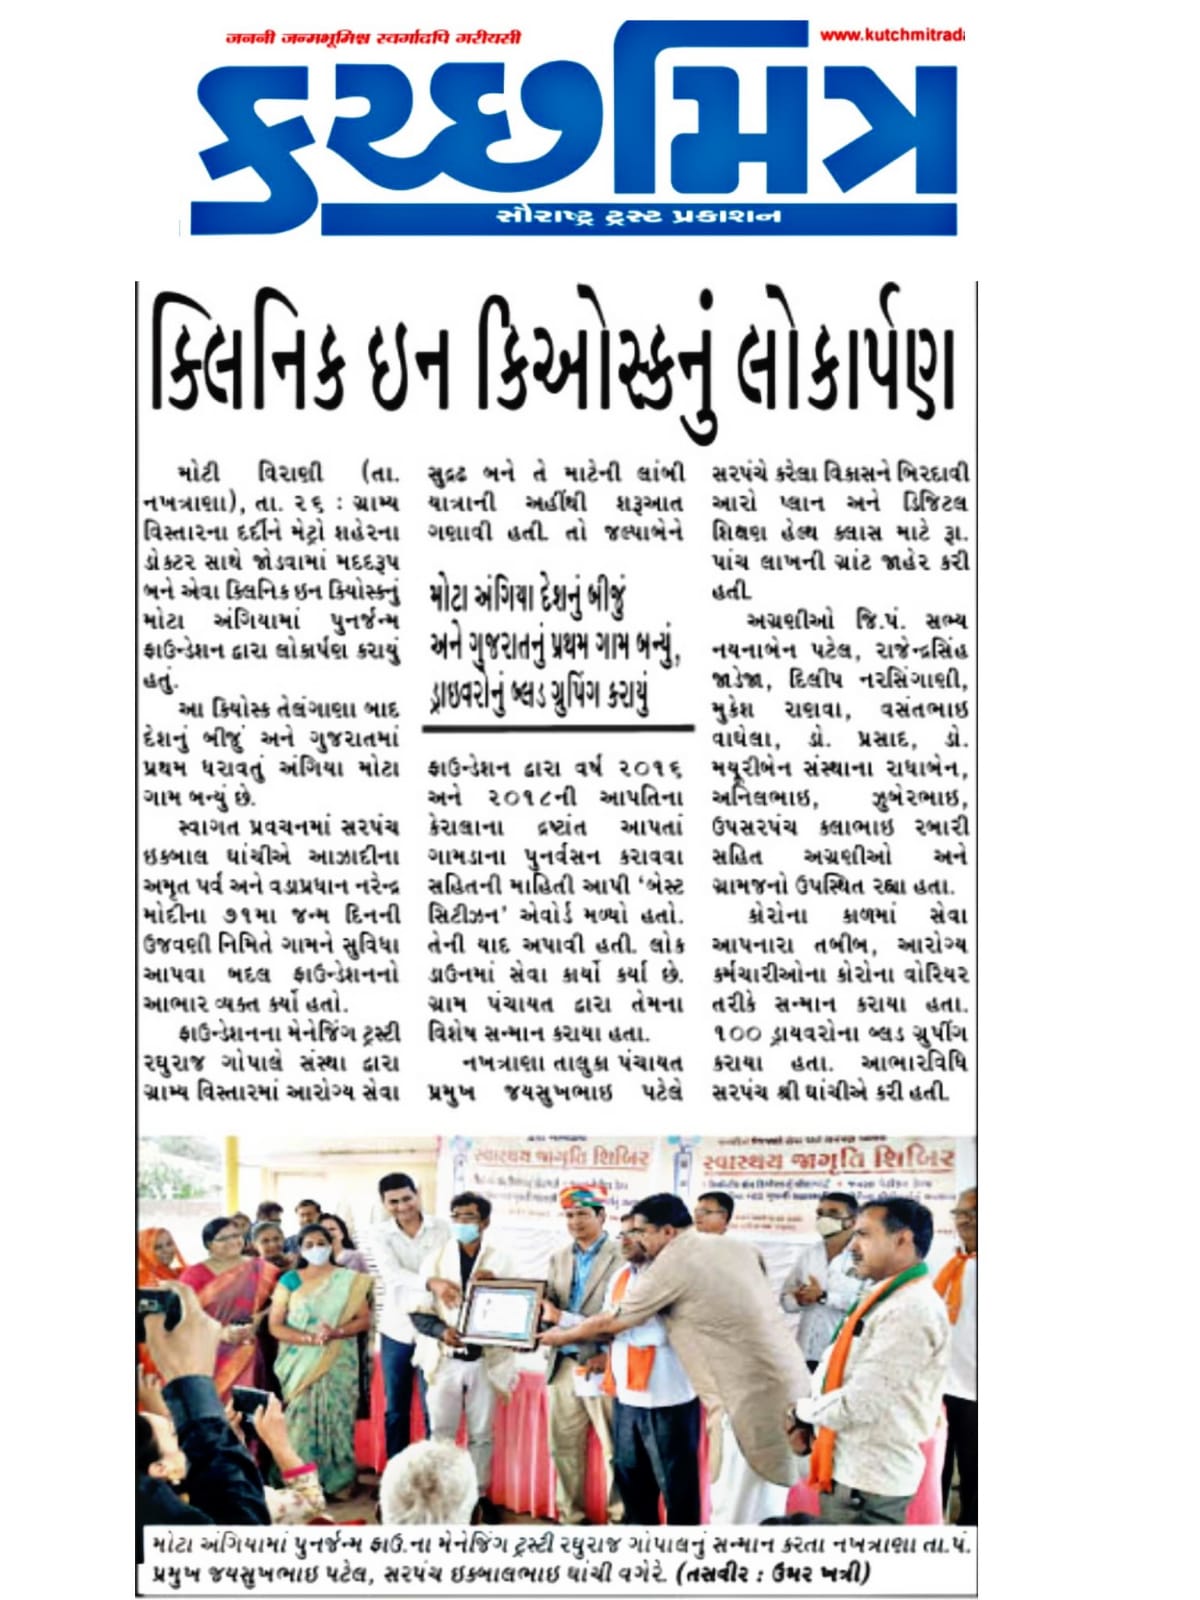 જનની જન્મભૂમિશ્ચ સ્વર્ગાદપિ ગરીયસી
www.kutchmitrada
કચ્છમિત્ર
સૌરાષ્ટ્ર ટ્રસ્ટ પ્રકાશન
ક્લિનિક ઇન કિઓસ્કનું લોકાર્પણ
મોટી વિરાણી (તા.
નખત્રાણા), તા. ૨૬ : ગ્રામ્ય
વિસ્તારના દર્દીને મેટ્રો શહેરના
ડોકટર સાથે જોડવામાં મદદરૂપ
બને એવા ક્લિનિક ઇન કિયોસ્કનું
મોટા અંગિયામાં પુનર્જન્મ
ફાઉન્ડેશન દ્વારા લોકાર્પણ કરાયું
હતું.
આ કિયોસ્ક તેલંગાણા બાદ
દેશનું બીજું અને ગુજરાતમાં
પ્રથમ ધરાવતું અંગિયા મોટા
ગામ બન્યું છે.
સ્વાગત પ્રવચનમાં સરપંચ
ઇકબાલ ઘાંચીએ આઝાદીના
અમૃત પર્વ અને વડાપ્રધાન નરેન્દ્ર
મોદીના ૭૧મા જન્મ દિનની
ઉજવણી નિમિતે ગામને સુવિધા
આપવા બદલ ફાઉન્ડેશનનો
આભાર વ્યક્ત કર્યો હતો.
ફાઉન્ડેશનના મેનેજિંગ ટ્રસ્ટી
રઘુરાજ ગોપાલે સંસ્થા દ્વારા
ગ્રામ્ય વિસ્તારમાં આરોગ્ય સેવા
સુદ્રઢ બને તે માટેની લાંબી
યાત્રાની અહીંથી શરૂઆત
ગણાવી હતી. તો જલ્પાબેને
મોટા અંગિયા દેશનું બીજું
અને ગુજરાતનું પ્રથમ ગામ બન્યું,
ડ્રાઇવરોનું બ્લડ ગ્રુપિંગ કરાયું
ફાઉન્ડેશન દ્વારા વર્ષ ૨૦૧૬
અને ૨૦૧૮ની આપતિના
કેરાલાના દ્રષ્ટાંત આપતાં
ગામડાના પુનર્વસન કરાવવા
સહિતની માહિતી આપી ‘બેસ્ટ
સિટીઝન’ એવોર્ડ મળ્યો હતો.
તેની યાદ અપાવી હતી. લોક
ડાઉનમાં સેવા કાર્યો કર્યા છે.
ગ્રામ પંચાયત દ્વારા તેમના
વિશેષ સન્માન કરાયા હતા.
નખત્રાણા તાલુકા પંચાયત
પ્રમુખ જયસુખભાઇ પટેલે
સરપંચે કરેલા વિકાસને બિરદાવી
આરો પ્લાન અને ડિજિટલ
શિક્ષણ હેલ્થ ક્લાસ માટે રૂા.
પાંચ લાખની ગ્રાંટ જાહેર કરી
હતી.
અગ્રણીઓ જિ.પં. સભ્ય
નયનાબેન પટેલ, રાજેન્દ્રસિંહ
જાડેજા, દિલીપ નરસિંગાણી,
મુકેશ રાણવા, વસંતભાઇ
વાઘેલા, ડો. પ્રસાદ, ડો.
મયૂરીબેન સંસ્થાના રાધાબેન,
અનિલભાઇ, ઝુબેરભાઇ,
ઉપસરપંચ કલાભાઇ રબારી
સહિત અગ્રણીઓ અને
ગ્રામજનો ઉપસ્થિત રહ્યા હતા.
કોરોના કાળમાં સેવા
આપનારા તબીબ, આરોગ્ય
કર્મચારીઓના કોરોના વોરિયર
તરીકે સન્માન કરાયા હતા.
૧૦૦ ડ્રાયવરોના બ્લડ ગ્રુપીંગ
કરાયા હતા. આભારવિધિ
સરપંચ શ્રી ઘાંચીએ કરી હતી.
સ્વાસ્થય જાગૃતિ શિબિર
સ્વાસ્થય જાગૃતિ શિબિર
મોટા અંગિયામાં પુનર્જન્મ ફાઉ.ના મેનેજિંગ ટ્રસ્ટી રઘુરાજ ગોપાલનું સન્માન કરતા નખત્રાણા તા.પં.
પ્રમુખ જયસુખભાઇ પટેલ, સરપંચ ઇકબાલભાઇ ઘાંચી વગેરે. (તસવીર : ઉમર ખત્રી)